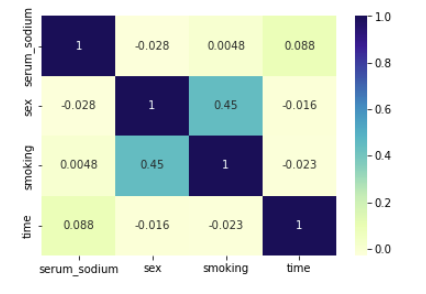 serum_sodium 1 -0.028 0.0048 0.088
sex -0.028 1 0.45 -0.016
smoking 0.0048 0.45 1 -0.023
time 0.088 -0.016 -0.023 1
serum_sodium sex smoking time
1.0
0.8
0.6
0.4
0.2
0.0